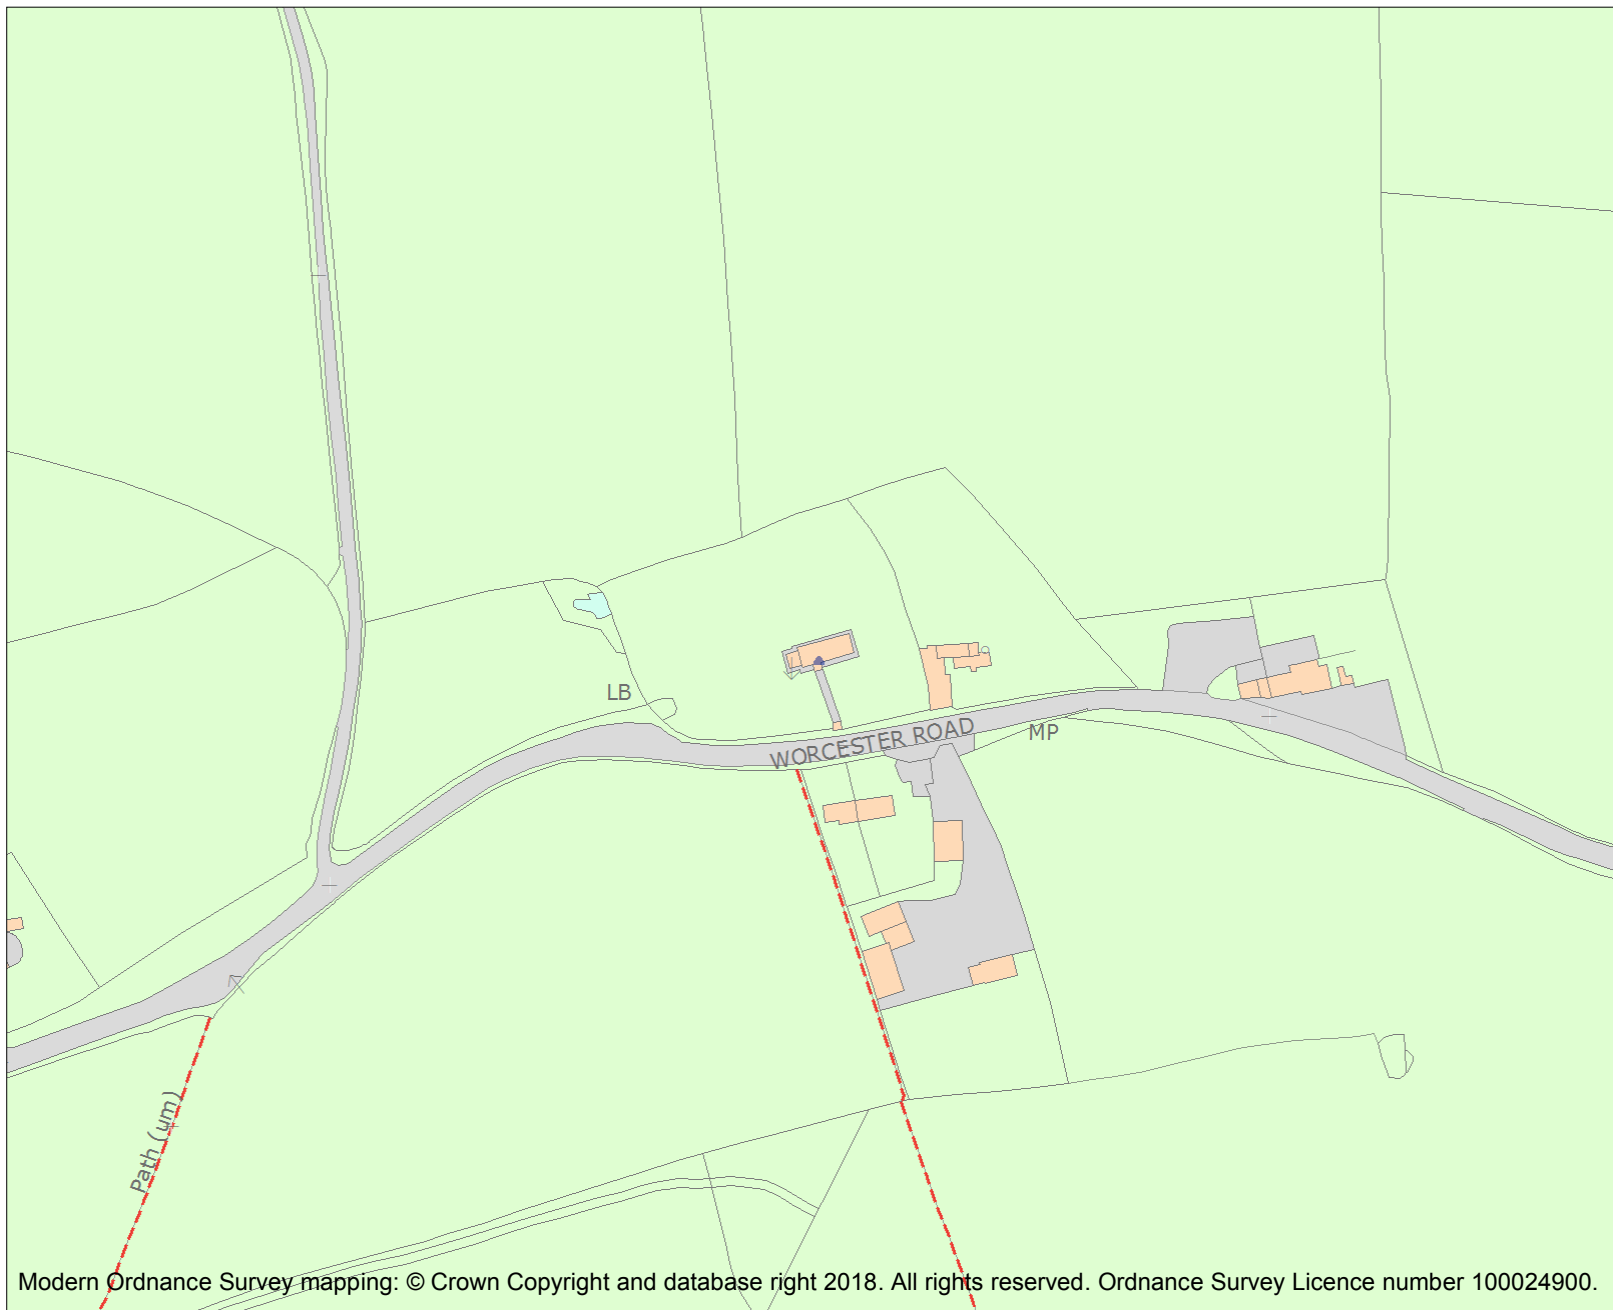 LB
WORCESTER ROAD
MP
Path (um)
Modern Ordnance Survey mapping: © Crown Copyright and database right 2018. All rights reserved. Ordnance Survey Licence number 100024900.